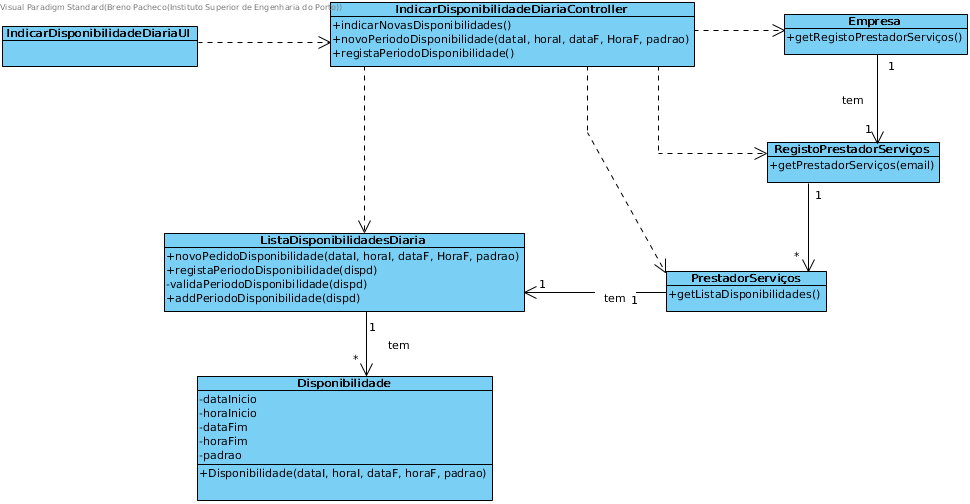 Visual Paradigm Standard(Breno Pacheco(Instituto Superior de Engenharia do Porto))
IndicarDisponibilidadeDiariaUI
IndicarDisponibilidadeDiariaController
+indicarNovasDisponibilidades()
+novoPeriodoDisponibilidade(dataI, horaI, dataF, HoraF, padrao)
+registaPeriodoDisponibilidade()
Empresa
+getRegistoPrestadorServiços()
1
tem
1
RegistoPrestadorServiços
+getPrestadorServiços(email)
1
*
ListaDisponibilidadesDiaria
+novoPedidoDisponibilidade(dataI, horaI, dataF, HoraF, padrao)
+registaPeriodoDisponibilidade(dispd)
-validaPeriodoDisponibilidade(dispd)
+addPeriodoDisponibilidade(dispd)
PrestadorServiços
+getListaDisponibilidades()
1
tem
1
1
tem
*
Disponibilidade
-dataInicio
-horaInicio
-dataFim
-horaFim
-padrao
+Disponibilidade(dataI, horaI, dataF, horaF, padrao)